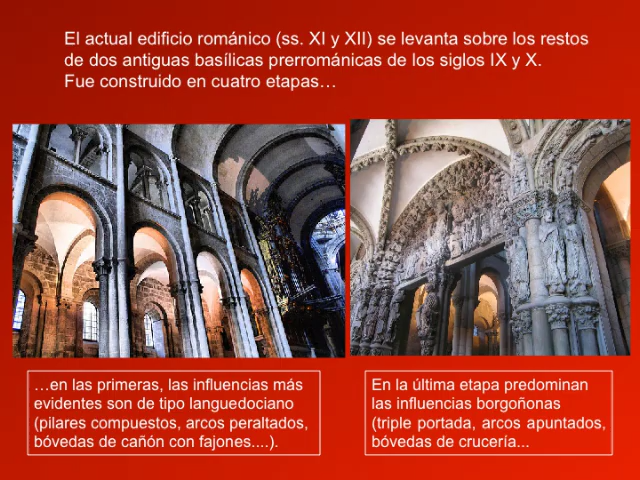 El actual edificio románico (ss. XI y XII) se levanta sobre los restos
de dos antiguas basílicas prerrománicas de los siglos IX y X.
Fue construido en cuatro etapas…
…en las primeras, las influencias más
evidentes son de tipo languedociano
(pilares compuestos, arcos peraltados,
bóvedas de cañón con fajones....).
En la última etapa predominan
las influencias borgoñonas
(triple portada, arcos apuntados,
bóvedas de crucería...